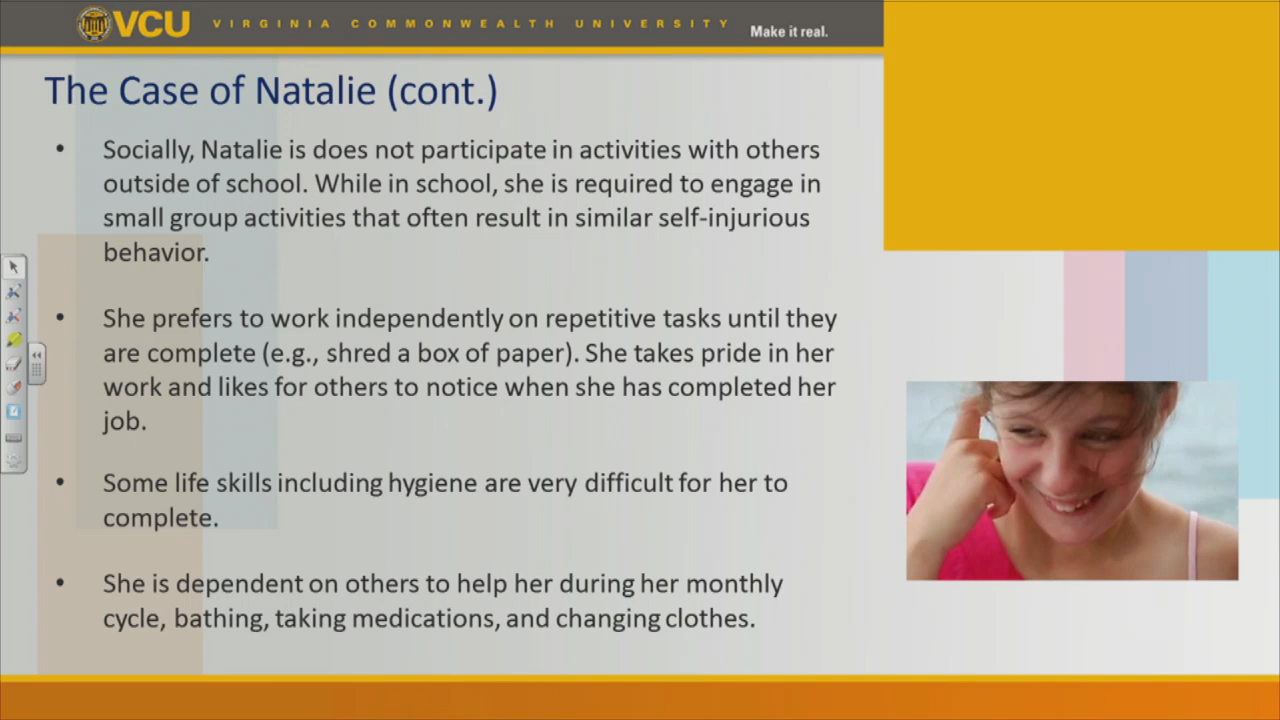 VCU VIRGINIA COMMONWEALTH UNIVERSITY Make it real.
The Case of Natalie (cont.)
• Socially, Natalie is does not participate in activities with others
outside of school. While in school, she is required to engage in
small group activities that often result in similar self-injurious
behavior.
• She prefers to work independently on repetitive tasks until they
are complete (e.g., shred a box of paper). She takes pride in her
work and likes for others to notice when she has completed her
job.
• Some life skills including hygiene are very difficult for her to
complete.
• She is dependent on others to help her during her monthly
cycle, bathing, taking medications, and changing clothes.